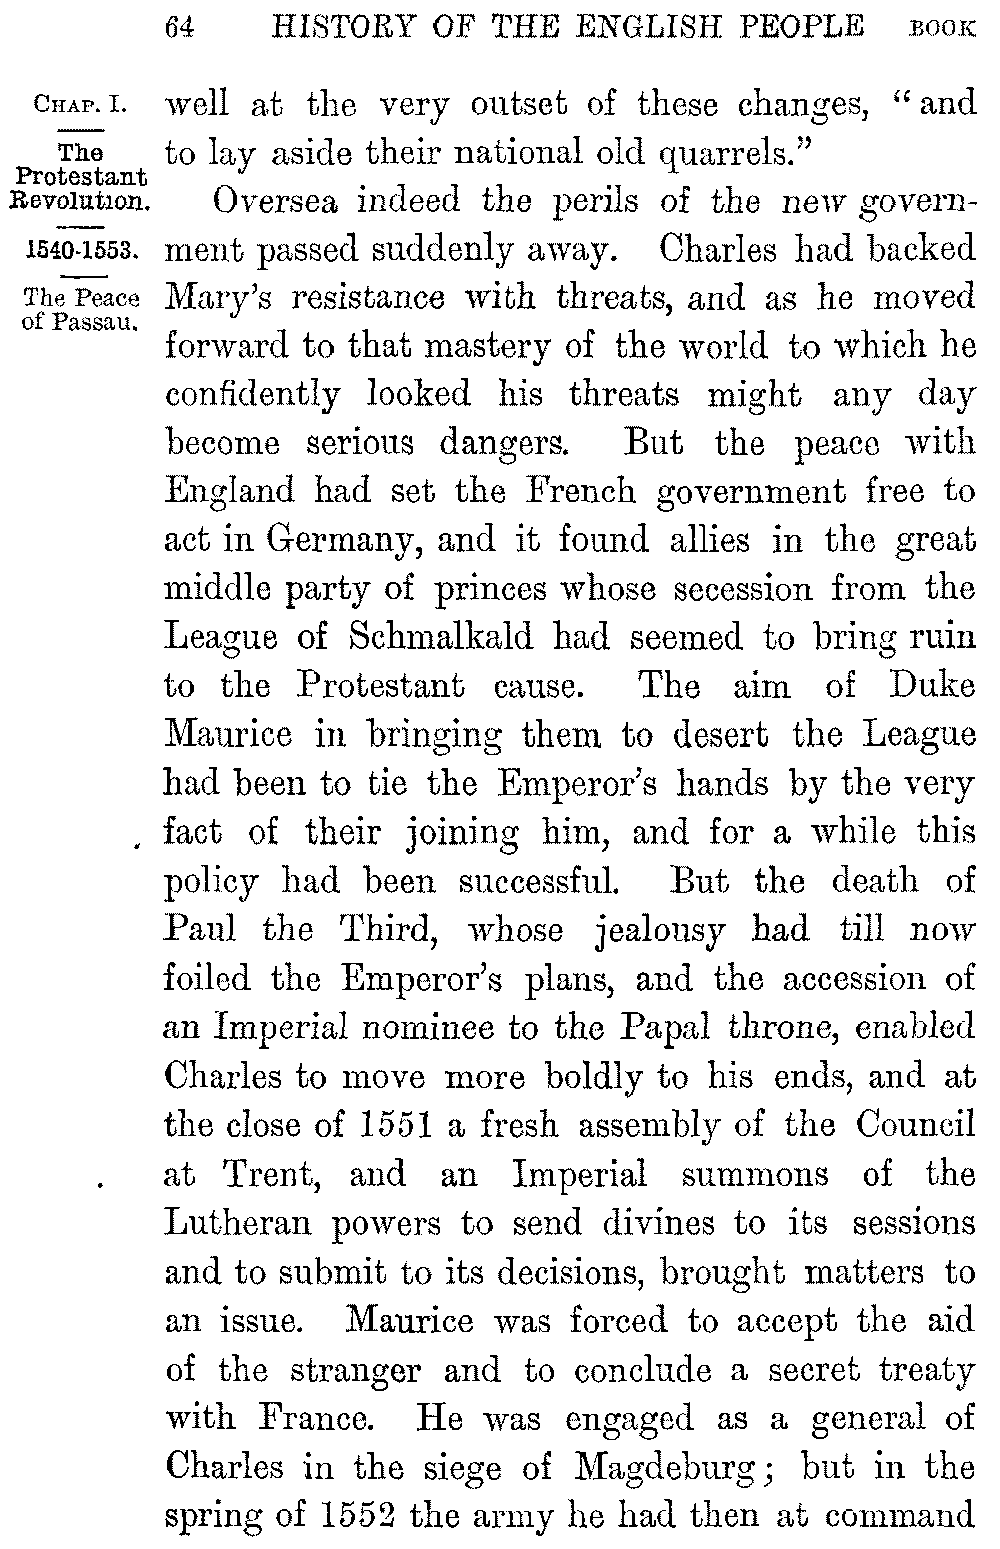 64 HISTORY OF THE ENGLISH PEOPLE BOOK
CHAP. I.
The
Protestant
Revolution.
1540-1553.
The Peace
of Passau.
well at the very outset of these changes, “and
to lay aside their national old quarrels.”
Oversea indeed the perils of the new govern-
ment passed suddenly away. Charles had backed
Mary’s resistance with threats, and as he moved
forward to that mastery of the world to which he
confidently looked his threats might any day
become serious dangers. But the peace with
England had set the French government free to
act in Germany, and it found allies in the great
middle party of princes whose secession from the
League of Schmalkald had seemed to bring ruin
to the Protestant cause. The aim of Duke
Maurice in bringing them to desert the League
had been to tie the Emperor’s hands by the very
fact of their joining him, and for a while this
policy had been successful. But the death of
Paul the Third, whose jealousy had till now
foiled the Emperor’s plans, and the accession of
an Imperial nominee to the Papal throne, enabled
Charles to move more boldly to his ends, and at
the close of 1551 a fresh assembly of the Council
at Trent, and an Imperial summons of the
Lutheran powers to send divines to its sessions
and to submit to its decisions, brought matters to
an issue. Maurice was forced to accept the aid
of the stranger and to conclude a secret treaty
with France. He was engaged as a general of
Charles in the siege of Magdeburg; but in the
spring of 1552 the army he had then at command